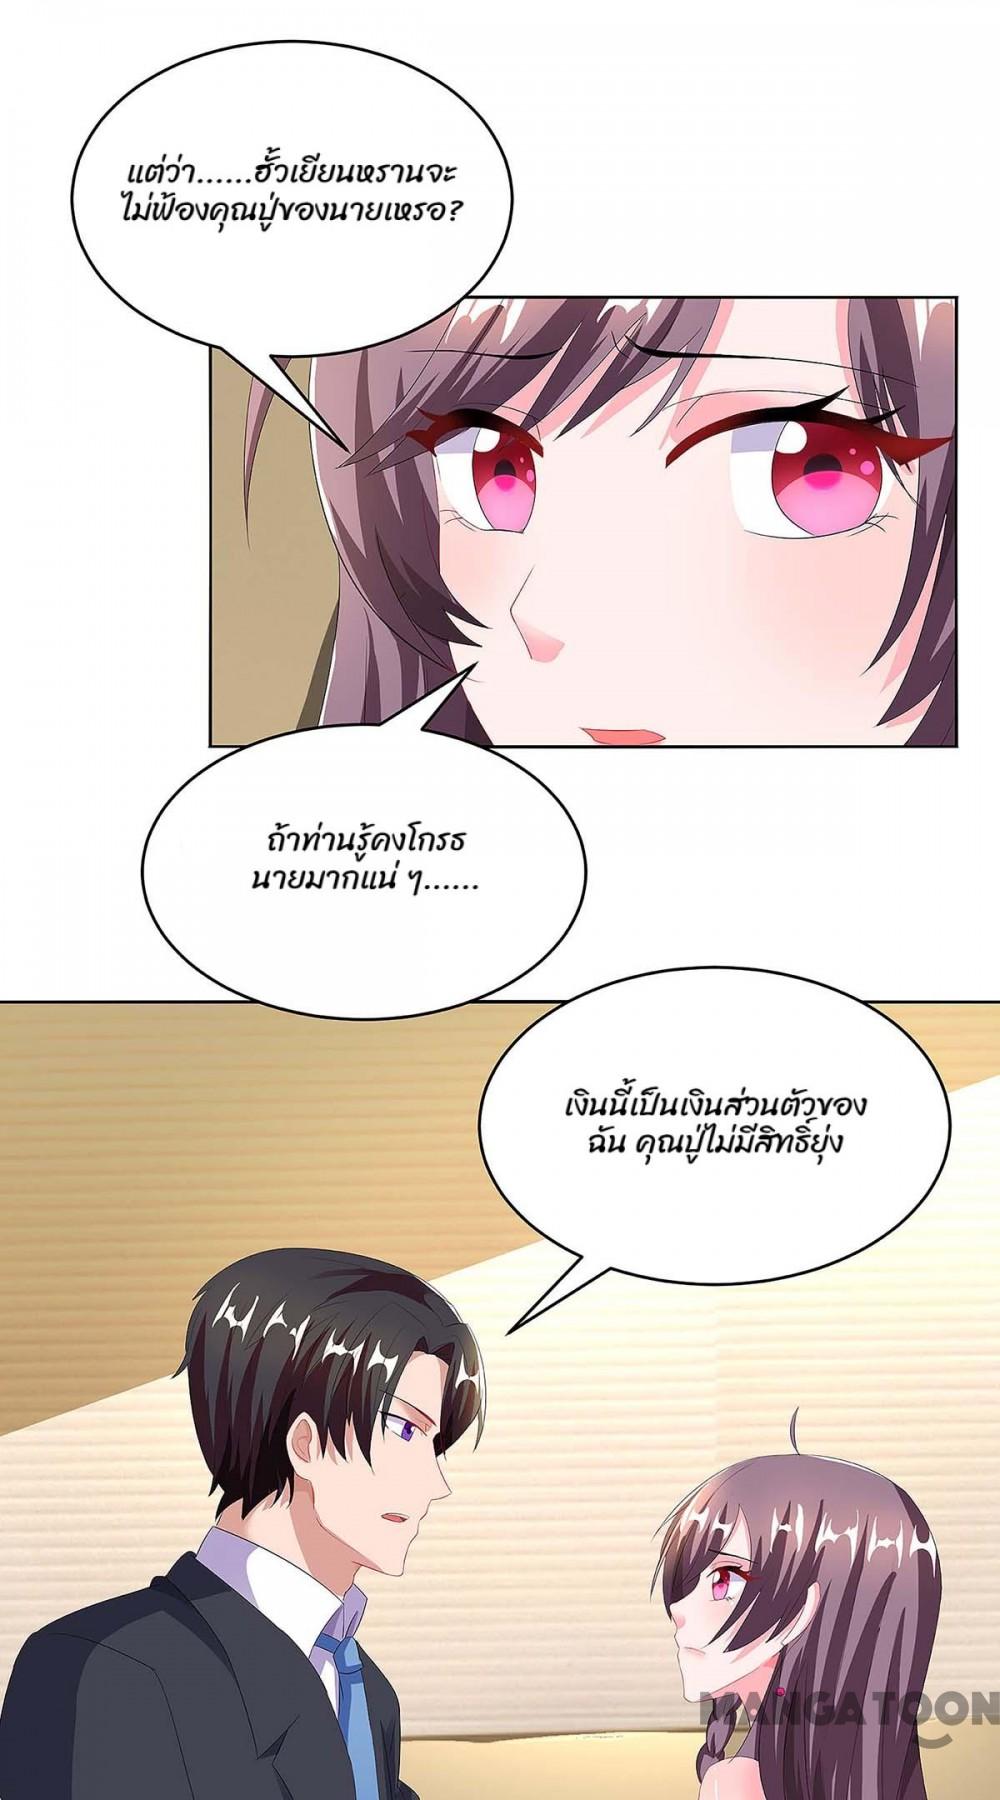 แต่ว่า......ฮั้วเยียนหรานจะ
ไม่ฟ้องคุณปู่ของนายเหรอ?
ถ้าท่านรู้คงโกรธ
นายมากแน่ ๆ......
เงินนี้เป็นเงินส่วนตัวของ
ฉัน คุณปู่ไม่มีสิทธิ์ยุ่ง
MANGATOON